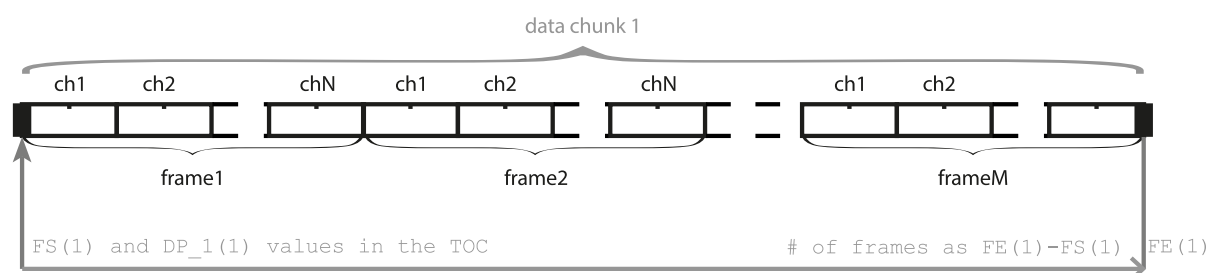 data chunk 1
ch1 ch2 chN ch1 ch2 chN ch1 ch2
frame1 frame2 frameM
FS(1) and DP_1(1) values in the TOC # of frames as FE(1)-FS(1) FE(1)